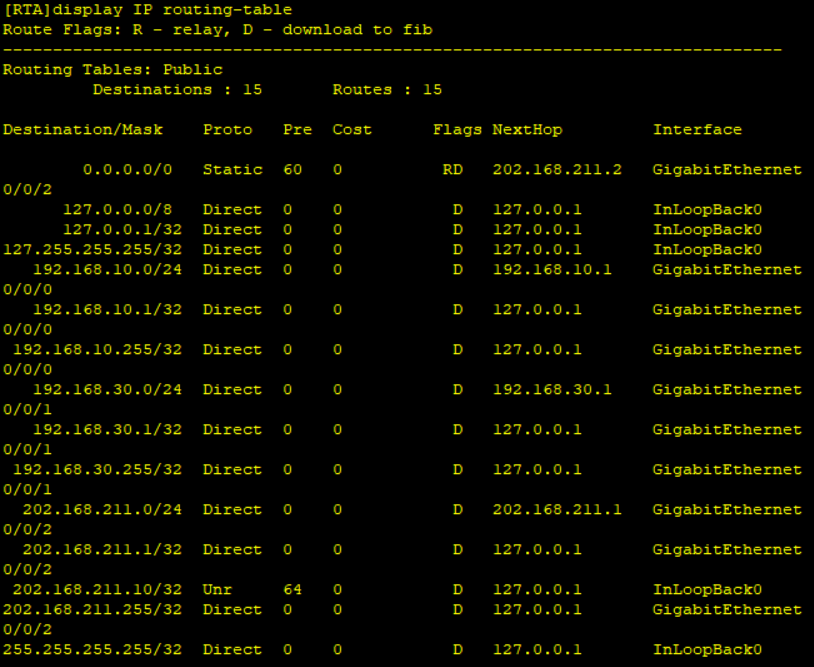 [RTA]display IP routing-table
Route Flags: R - relay, D - download to fib
------------------------------------------------------------------------------
Routing Tables: Public
         Destinations : 15       Routes : 15

Destination/Mask    Proto   Pre  Cost      Flags NextHop         Interface

        0.0.0.0/0   Static  60   0          RD   202.168.211.2   GigabitEthernet
0/0/2
      127.0.0.0/8   Direct  0    0           D   127.0.0.1       InLoopBack0
      127.0.0.1/32  Direct  0    0           D   127.0.0.1       InLoopBack0
127.255.255.255/32  Direct  0    0           D   127.0.0.1       InLoopBack0
   192.168.10.0/24  Direct  0    0           D   192.168.10.1    GigabitEthernet
0/0/0
   192.168.10.1/32  Direct  0    0           D   127.0.0.1       GigabitEthernet
0/0/0
 192.168.10.255/32  Direct  0    0           D   127.0.0.1       GigabitEthernet
0/0/0
   192.168.30.0/24  Direct  0    0           D   192.168.30.1    GigabitEthernet
0/0/1
   192.168.30.1/32  Direct  0    0           D   127.0.0.1       GigabitEthernet
0/0/1
 192.168.30.255/32  Direct  0    0           D   127.0.0.1       GigabitEthernet
0/0/1
  202.168.211.0/24  Direct  0    0           D   202.168.211.1   GigabitEthernet
0/0/2
  202.168.211.1/32  Direct  0    0           D   127.0.0.1       GigabitEthernet
0/0/2
 202.168.211.10/32  Unr     64   0           D   127.0.0.1       InLoopBack0
202.168.211.255/32  Direct  0    0           D   127.0.0.1       GigabitEthernet
0/0/2
255.255.255.255/32  Direct  0    0           D   127.0.0.1       InLoopBack0